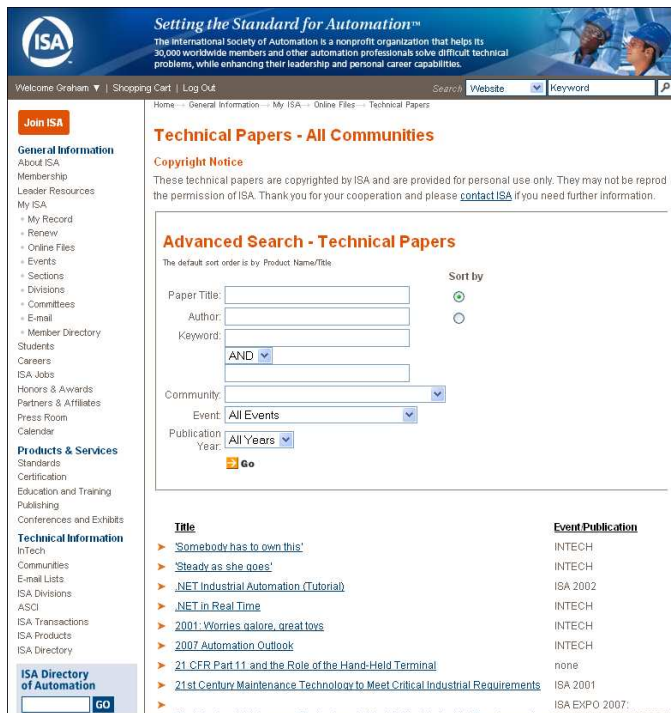 ISA
Setting the Standard for Automation™
The International Society of Automation is a nonprofit organization that helps its
30,000 worldwide members and other automation professionals solve difficult technical
problems, while enhancing their leadership and personal career capabilities.
Welcome Graham ▼ | Shopping Cart | Log Out
Search Website Keyword
Home → General Information → My ISA → Online Files → Technical Papers
Join ISA
General Information
About ISA
Membership
Leader Resources
My ISA
My Record
Renew
Online Files
Events
Sections
Divisions
Committees
E-mail
Member Directory
Students
Careers
ISA Jobs
Honors & Awards
Partners & Affiliates
Press Room
Calendar
Products & Services
Standards
Certification
Education and Training
Publishing
Conferences and Exhibits
Technical Information
InTech
Communities
E-mail Lists
ISA Divisions
ASCI
ISA Transactions
ISA Products
ISA Directory
ISA Directory
of Automation
GO
Technical Papers - All Communities
Copyright Notice
These technical papers are copyrighted by ISA and are provided for personal use only. They may not be reprod
the permission of ISA. Thank you for your cooperation and please contact ISA if you need further information.
Advanced Search - Technical Papers
The default sort order is by Product Name/Title
Sort by
Paper Title:
Author:
Keyword:
AND
Community:
Event: All Events
Publication
Year: All Years
Go
Title Event/Publication
'Somebody has to own this' INTECH
'Steady as she goes' INTECH
.NET Industrial Automation (Tutorial) ISA 2002
.NET in Real Time INTECH
2001: Worries galore, great toys INTECH
2007 Automation Outlook INTECH
21 CFR Part 11 and the Role of the Hand-Held Terminal none
21st Century Maintenance Technology to Meet Critical Industrial Requirements ISA 2001
ISA EXPO 2007: